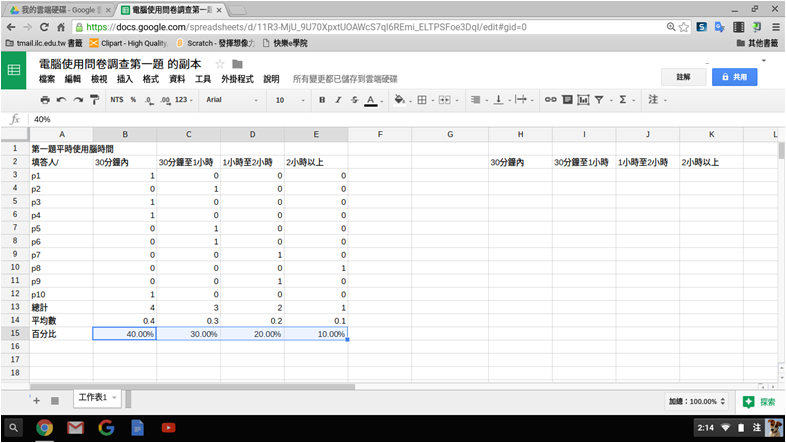 我的雲端硬碟 - Google
電腦使用問卷調查第一題
https://docs.google.com/spreadsheets/d/11R3-MjU_9U70XpxtUOAWcS7qI6REmi_ELTPSFoe3DqI/edit#gid=0
tmail.ilc.edu.tw 書籤 Clipart - High Quality, Scratch - 發揮想像力 快樂e學院 其他書籤
電腦使用問卷調查第一題 的副本
檔案 編輯 檢視 插入 格式 資料 工具 外掛程式 說明 所有變更都已儲存到雲端硬碟
註解 共用
NT$ % .0 .00 123 Arial 10 B I S A Σ 注
fx 40%
A B C D E F G H I J K L
1 第一題平時使用腦時間
2 填答人/ 30分鐘內 30分鐘至1小時 1小時至2小時 2小時以上 30分鐘內 30分鐘至1小時 1小時至2小時 2小時以上
3 p1 1 0 0 0
4 p2 0 1 0 0
5 p3 1 0 0 0
6 p4 1 0 0 0
7 p5 0 1 0 0
8 p6 0 1 0 0
9 p7 0 0 1 0
10 p8 0 0 0 1
11 p9 0 0 1 0
12 p10 1 0 0 0
13 總計 4 3 2 1
14 平均數 0.4 0.3 0.2 0.1
15 百分比 40.00% 30.00% 20.00% 10.00%
16
17
18
工作表1 加總：100.00% 探索
2:14 注